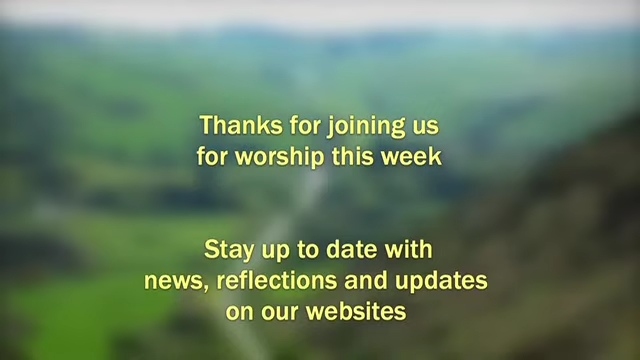 Thanks for joining us
for worship this week
Stay up to date with
news, reflections and updates
on our websites